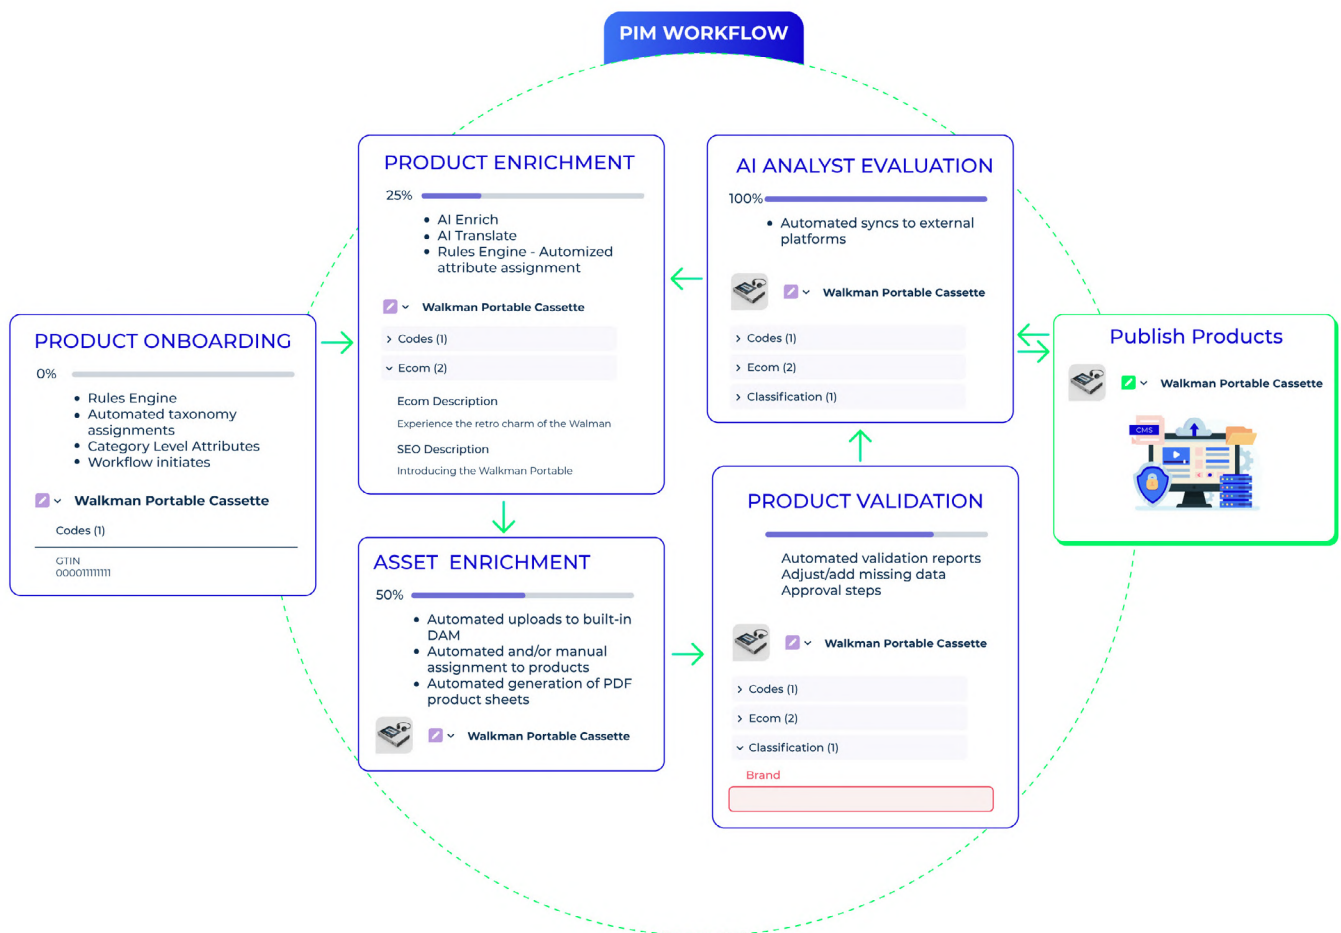 PIM WORKFLOW
PRODUCT ONBOARDING
0%
Rules Engine
Automated taxonomy
assignments
Category Level Attributes
Workflow initiates
Walkman Portable Cassette
Codes (1)
GTIN
000011111111
PRODUCT ENRICHMENT
25%
AI Enrich
AI Translate
Rules Engine - Automized
attribute assignment
Walkman Portable Cassette
Codes (1)
Ecom (2)
Ecom Description
Experience the retro charm of the Walman
SEO Description
Introducing the Walkman Portable
ASSET ENRICHMENT
50%
Automated uploads to built-in
DAM
Automated and/or manual
assignment to products
Automated generation of PDF
product sheets
Walkman Portable Cassette
PRODUCT VALIDATION
Automated validation reports
Adjust/add missing data
Approval steps
Walkman Portable Cassette
Codes (1)
Ecom (2)
Classification (1)
Brand
AI ANALYST EVALUATION
100%
Automated syncs to external
platforms
Walkman Portable Cassette
Codes (1)
Ecom (2)
Classification (1)
Publish Products
Walkman Portable Cassette
CMS